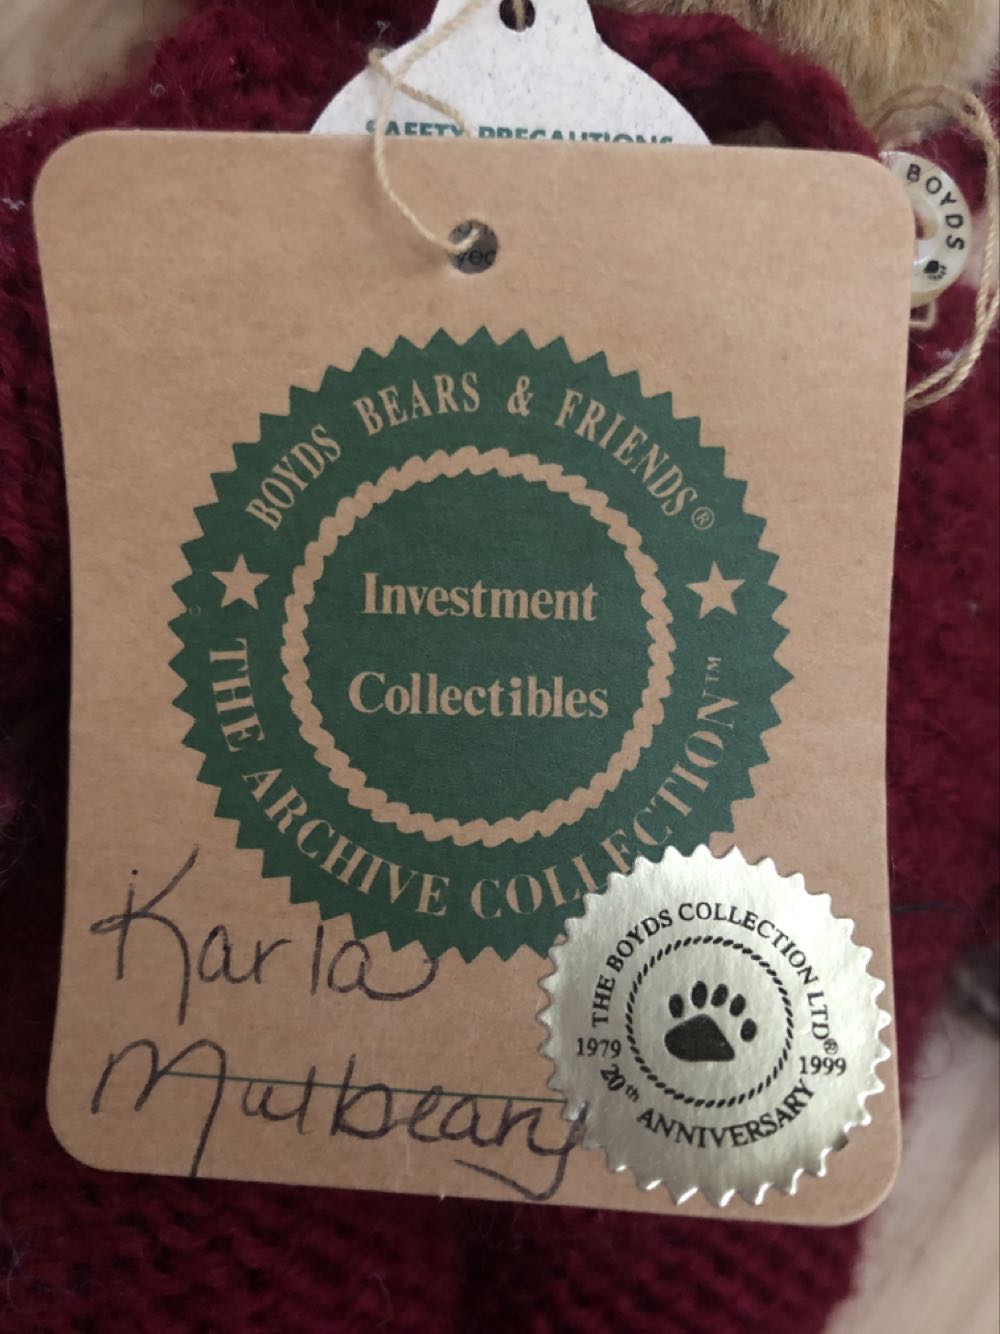 SAFETY PRECAUTIONS
BOYDS
BOYDS BEARS & FRIENDS®
Investment
Collectibles
THE ARCHIVE COLLECTION™
Karla
Mulbeary
THE BOYDS COLLECTION LTD®
1979 1999
20th ANNIVERSARY